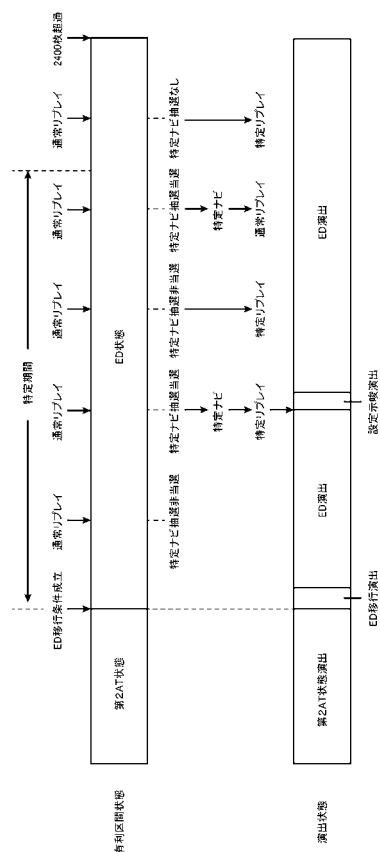 特定期間
ED移行条件成立
通常リプレイ
通常リプレイ
通常リプレイ
通常リプレイ
通常リプレイ
2400枚超過
有利区間状態
第2AT状態
ED状態
特定ナビ抽選非当選
特定ナビ抽選当選
特定ナビ抽選非当選
特定ナビ抽選当選
特定ナビ抽選なし
特定ナビ
特定ナビ
特定リプレイ
特定リプレイ
通常リプレイ
特定リプレイ
演出状態
第2AT状態演出
ED演出
ED演出
ED移行演出
設定示唆演出